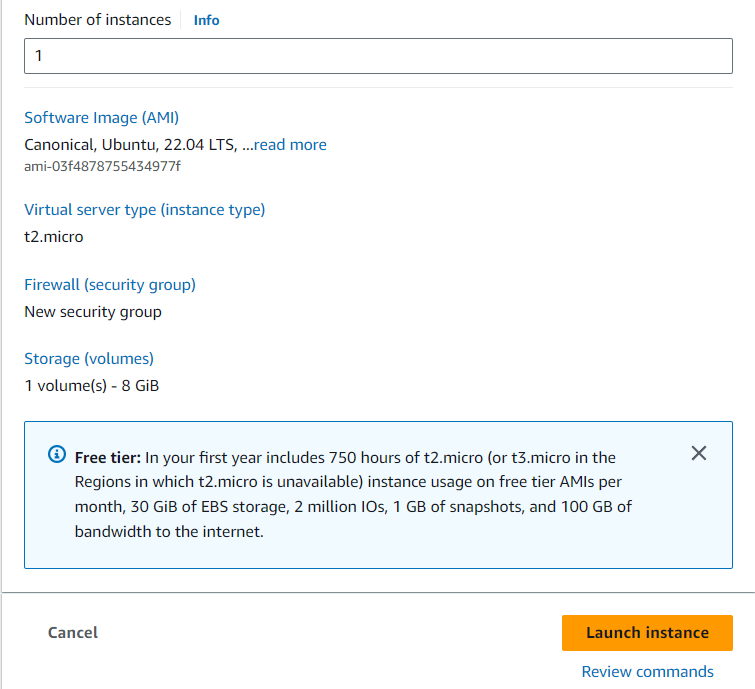 Number of instances Info
1
Software Image (AMI)
Canonical, Ubuntu, 22.04 LTS, ...read more
ami-03f4878755434977f
Virtual server type (instance type)
t2.micro
Firewall (security group)
New security group
Storage (volumes)
1 volume(s) - 8 GiB
Free tier: In your first year includes 750 hours of t2.micro (or t3.micro in the
Regions in which t2.micro is unavailable) instance usage on free tier AMIs per
month, 30 GiB of EBS storage, 2 million IOs, 1 GB of snapshots, and 100 GB of
bandwidth to the internet.
Cancel
Launch instance
Review commands